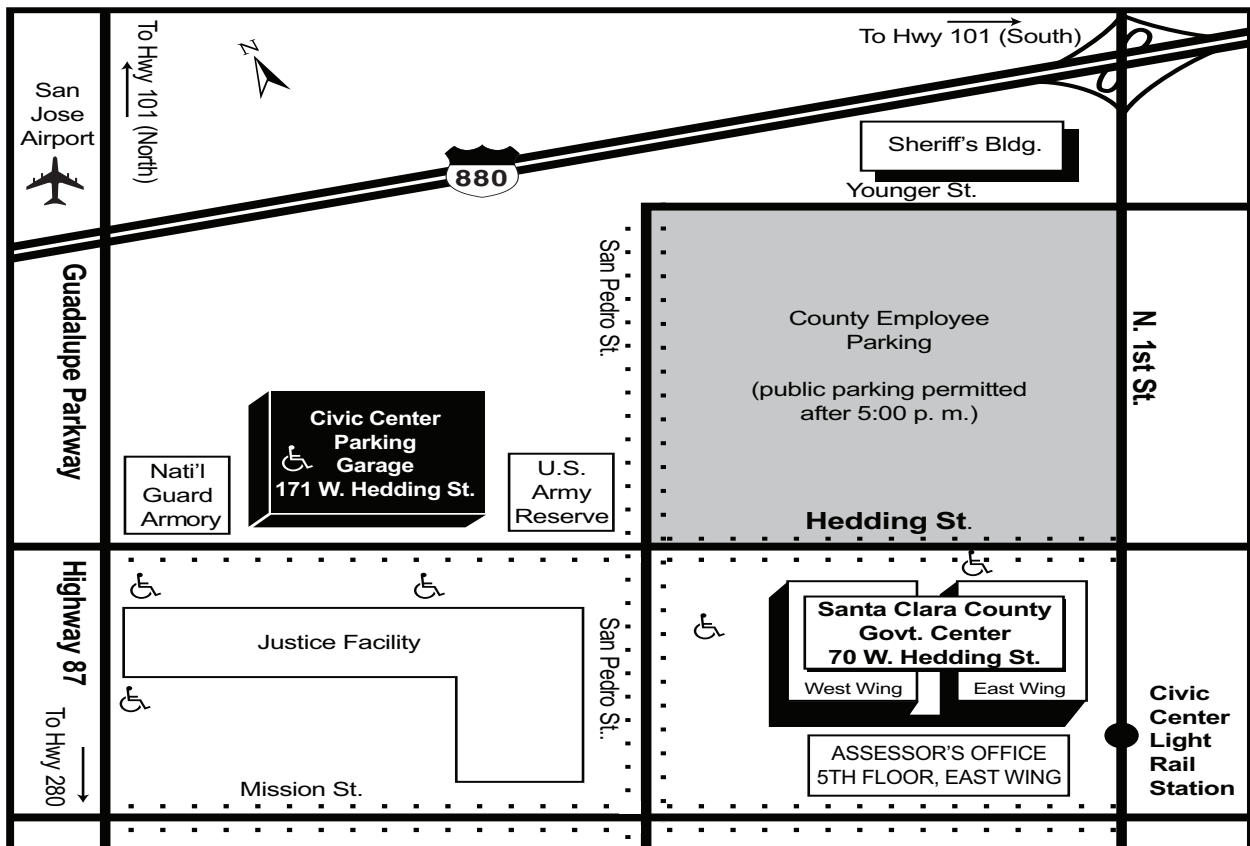 To Hwy 101 (South)
To Hwy 101 (North)
N
San
Jose
Airport
880
Sheriff's Bldg.
Younger St.
San Pedro St.
Guadalupe Parkway
County Employee
Parking
(public parking permitted
after 5:00 p. m.)
N. 1st St.
Civic Center
Parking
Garage
171 W. Hedding St.
Nati'l
Guard
Armory
U.S.
Army
Reserve
Hedding St.
Highway 87
To Hwy 280
Justice Facility
San Pedro St..
Santa Clara County
Govt. Center
70 W. Hedding St.
West Wing
East Wing
ASSESSOR'S OFFICE
5TH FLOOR, EAST WING
Civic
Center
Light
Rail
Station
Mission St.